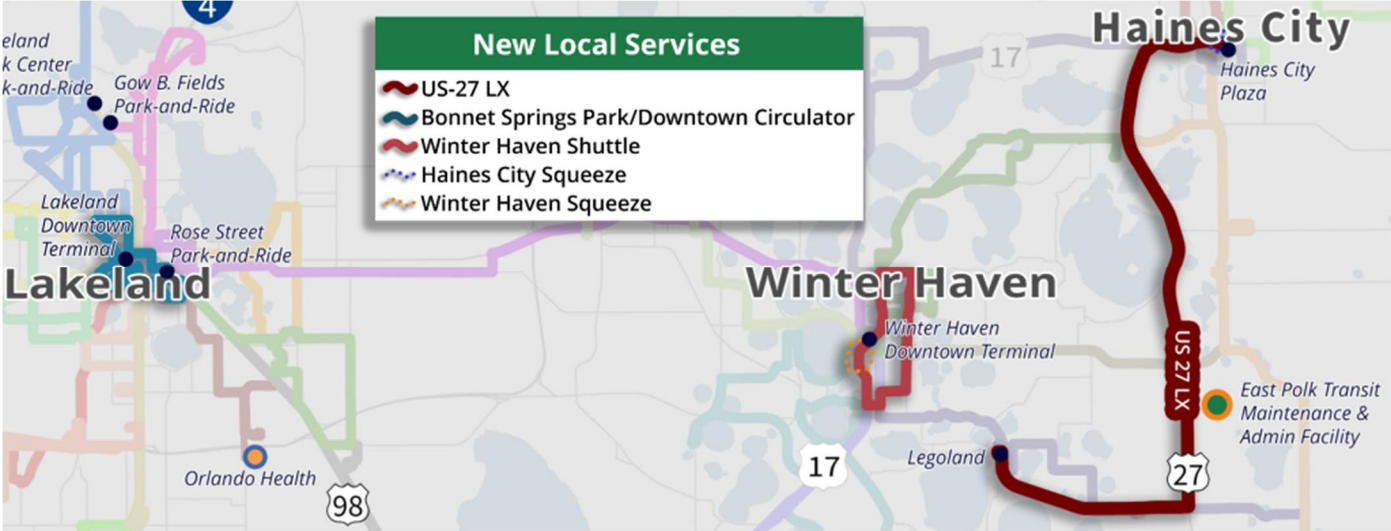 4
eland
k Center
k-and-Ride
Gow B. Fields
Park-and-Ride
New Local Services
US-27 LX
Bonnet Springs Park/Downtown Circulator
Winter Haven Shuttle
Haines City Squeeze
Winter Haven Squeeze
17
Haines City
Haines City
Plaza
Lakeland
Downtown
Terminal
Rose Street
Park-and-Ride
Lakeland
Winter Haven
Winter Haven
Downtown Terminal
US 27 LX
East Polk Transit
Maintenance &
Admin Facility
Orlando Health
98
17
Legoland
27